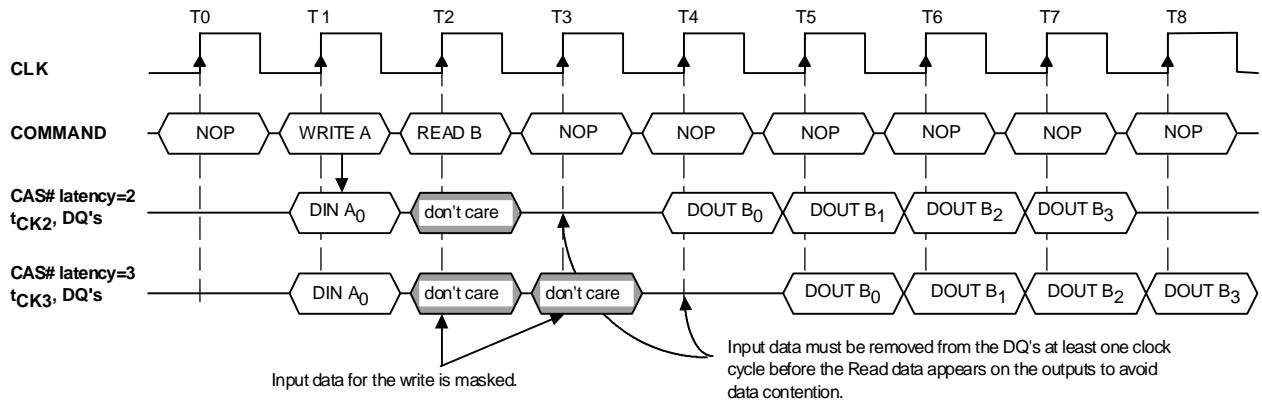 T0 T1 T2 T3 T4 T5 T6 T7 T8
CLK
COMMAND NOP WRITE A READ B NOP NOP NOP NOP NOP NOP
CAS# latency=2
tCK2, DQ's DIN A0 don't care DOUT B0 DOUT B1 DOUT B2 DOUT B3
CAS# latency=3
tCK3, DQ's DIN A0 don't care don't care DOUT B0 DOUT B1 DOUT B2 DOUT B3
Input data for the write is masked.
Input data must be removed from the DQ's at least one clock
cycle before the Read data appears on the outputs to avoid
data contention.